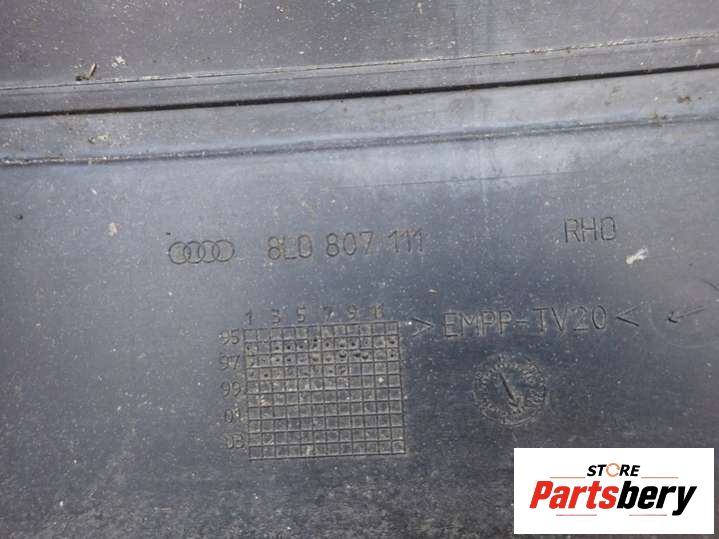 8L0 807 111
RHD
1 3 5 7 9 11
> EMPP-TV20 <
95
97
99
01
03
STORE
Partsbery